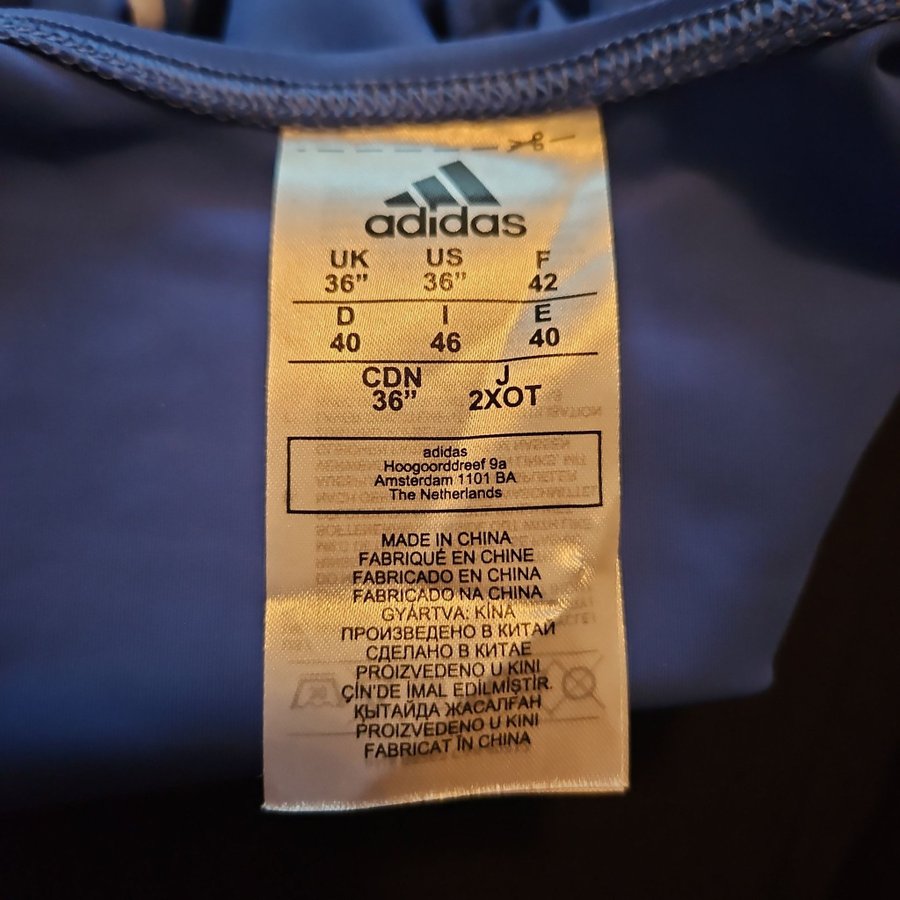 adidas
UK US F
36" 36" 42
D I E
40 46 40
CDN J
36" 2XOT
adidas
Hoogoorddreef 9a
Amsterdam 1101 BA
The Netherlands
MADE IN CHINA
FABRIQUÉ EN CHINE
FABRICADO EN CHINA
FABRICADO NA CHINA
GYÁRTVA: KÍNA
ПРОИЗВЕДЕНО В КИТАЙ
СДЕЛАНО В КИТАЕ
PROIZVEDENO U KINI
ÇİN'DE İMAL EDİLMİŞTİR.
ҚЫТАЙДА ЖАСАЛҒАН
PROIZVEDENO U KINI
FABRICAT ÎN CHINA